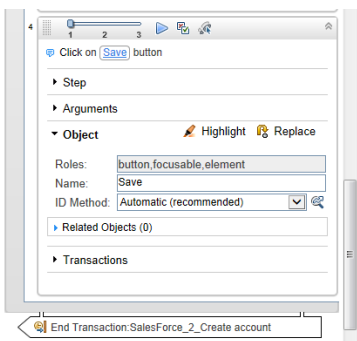 4
1 2 3
Click on Save button
Step
Arguments
Object Highlight Replace
Roles: button,focusable,element
Name: Save
ID Method: Automatic (recommended)
Related Objects (0)
Transactions
End Transaction:SalesForce_2_Create account